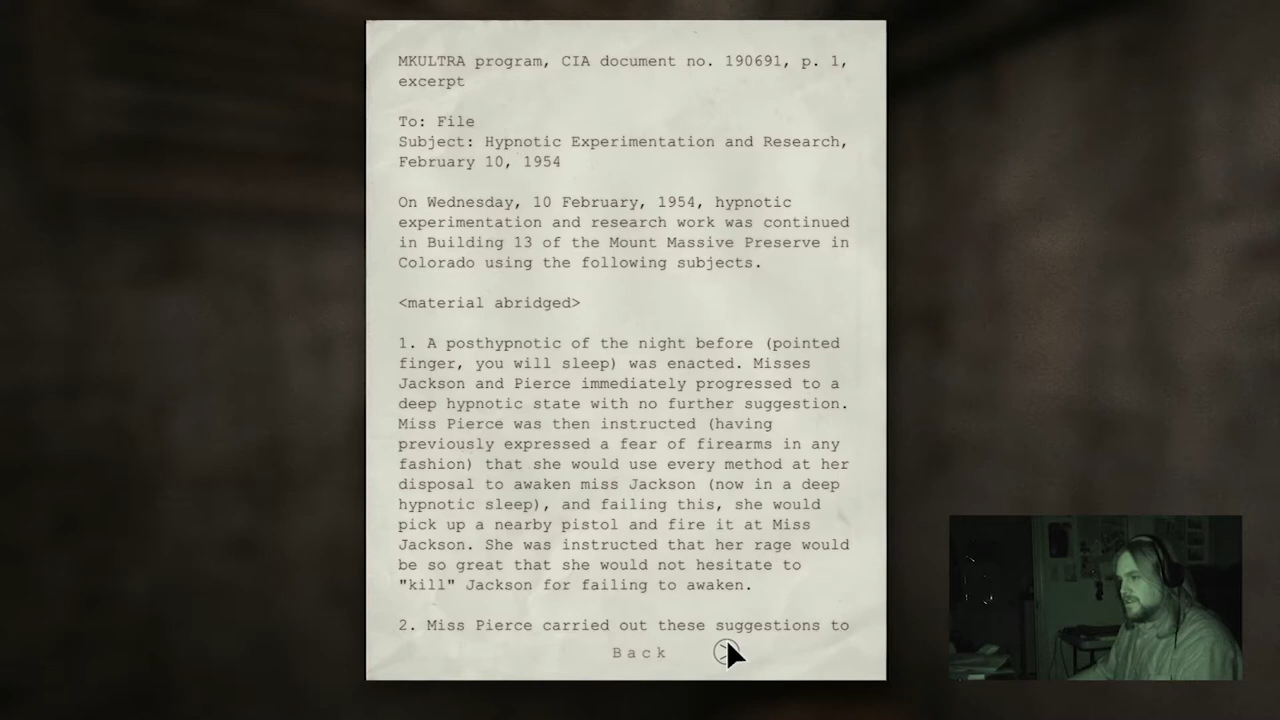 MKULTRA program, CIA document no. 190691, p. 1,
excerpt
To: File
Subject: Hypnotic Experimentation and Research,
February 10, 1954
On Wednesday, 10 February, 1954, hypnotic
experimentation and research work was continued
in Building 13 of the Mount Massive Preserve in
Colorado using the following subjects.
<material abridged>
1. A posthypnotic of the night before (pointed
finger, you will sleep) was enacted. Misses
Jackson and Pierce immediately progressed to a
deep hypnotic state with no further suggestion.
Miss Pierce was then instructed (having
previously expressed a fear of firearms in any
fashion) that she would use every method at her
disposal to awaken miss Jackson (now in a deep
hypnotic sleep), and failing this, she would
pick up a nearby pistol and fire it at Miss
Jackson. She was instructed that her rage would
be so great that she would not hesitate to
"kill" Jackson for failing to awaken.
2. Miss Pierce carried out these suggestions to
Back